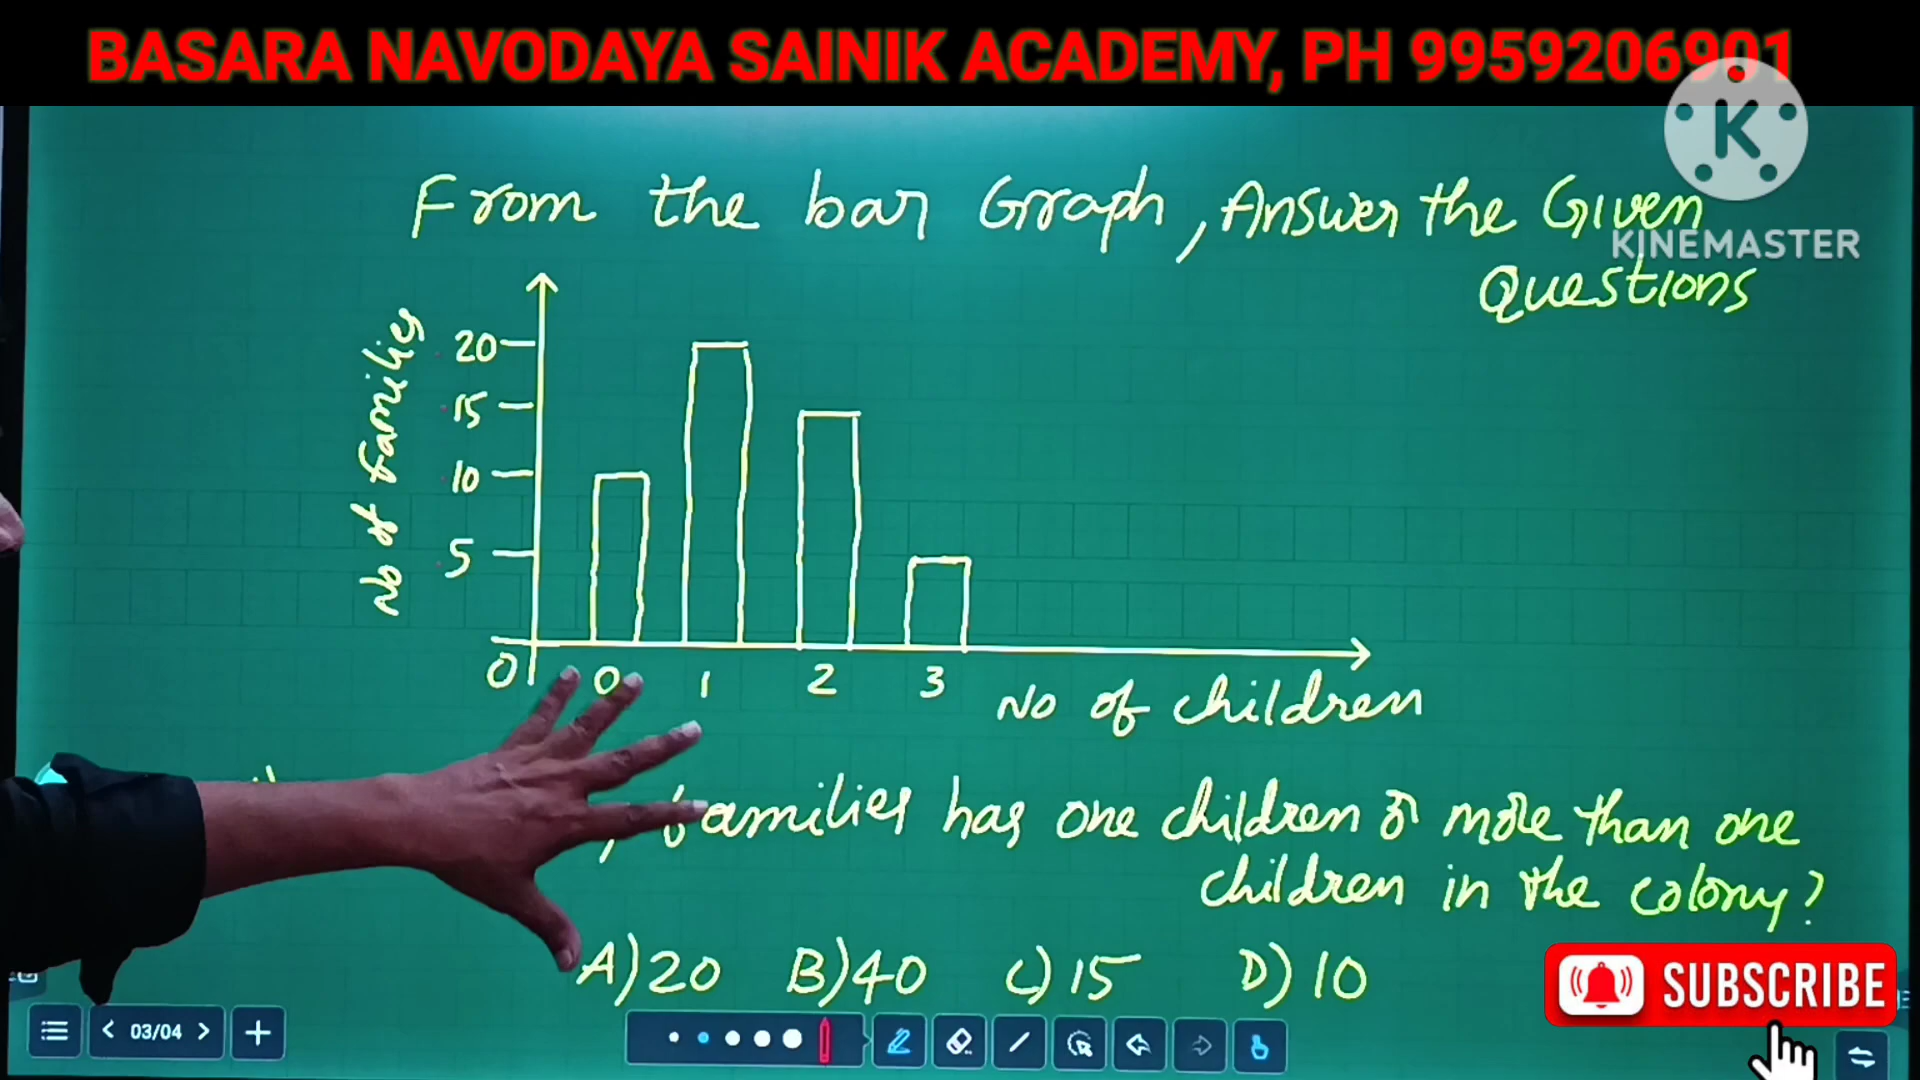 BASARA NAVODAYA SAINIK ACADEMY, PH 9959206901
K
KINEMASTER
From the bar Graph, Answer the Given
Questions
No of families
20
15
10
5
0
0 1 2 3
No of children
families has one children or more than one
children in the colony?
A) 20 B) 40 C) 15 D) 10
SUBSCRIBE
03/04